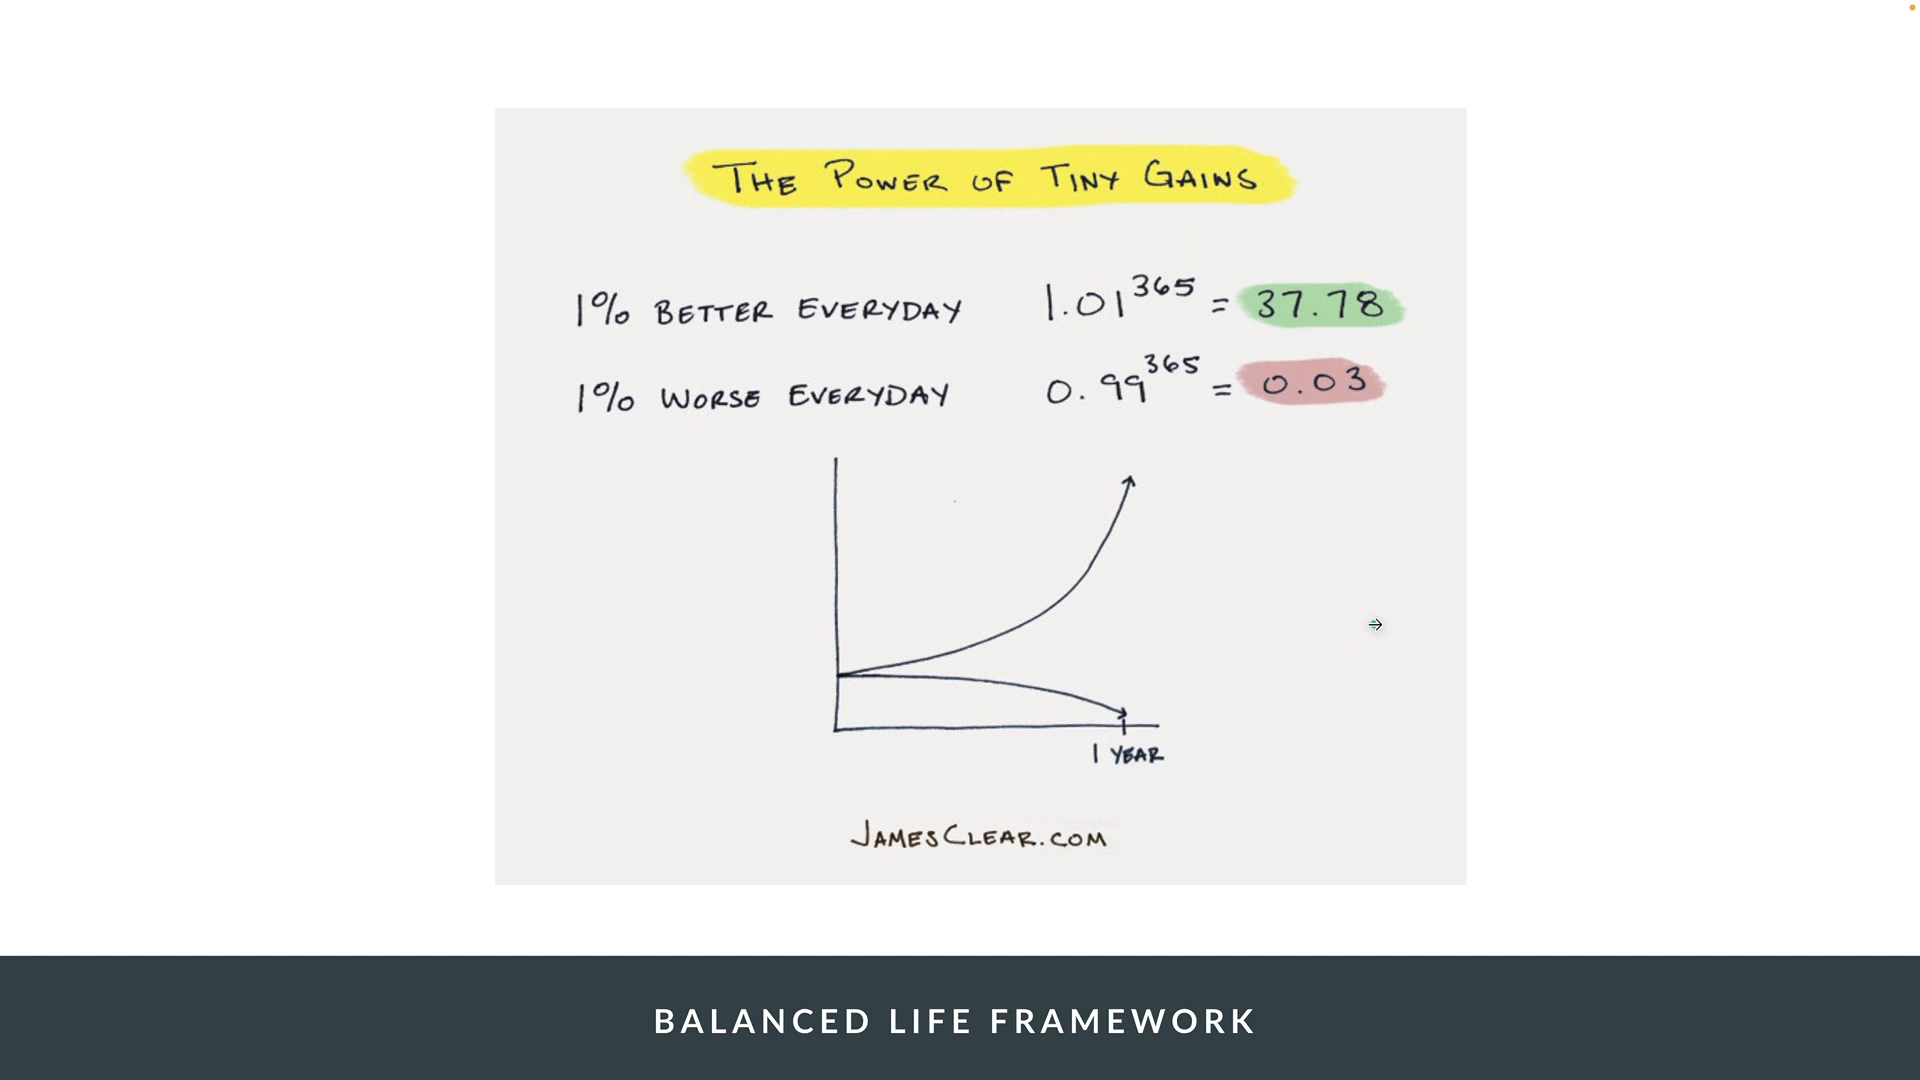 THE POWER OF TINY GAINS
1% BETTER EVERYDAY 1.01^365 = 37.78
1% WORSE EVERYDAY 0.99^365 = 0.03
1 YEAR
JAMESCLEAR.COM
BALANCED LIFE FRAMEWORK